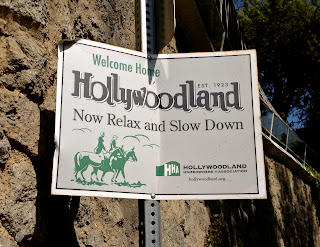 Welcome Home
EST. 1923
Hollywoodland
Now Relax and Slow Down
HHA
HOLLYWOODLAND
HOMEOWNERS ASSOCIATION
hollywoodland.org